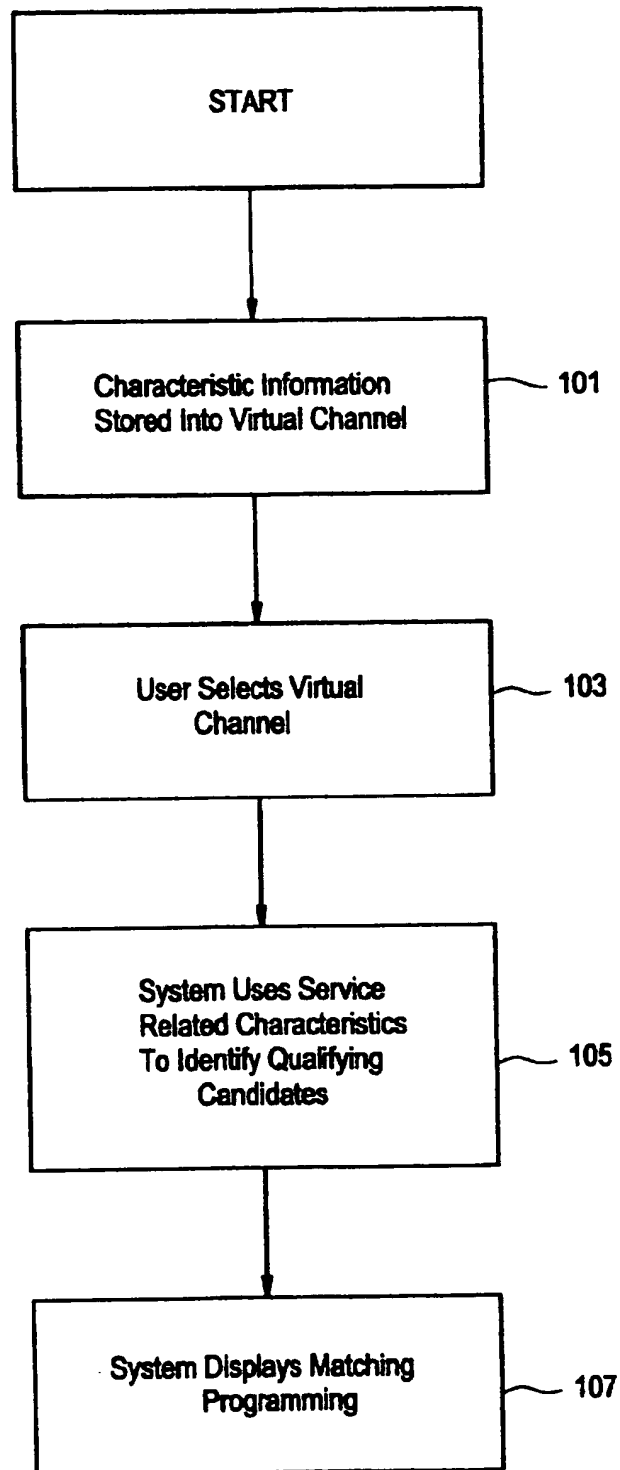 START
Characteristic Information
Stored Into Virtual Channel
101
User Selects Virtual
Channel
103
System Uses Service
Related Characteristics
To Identify Qualifying
Candidates
105
System Displays Matching
Programming
107